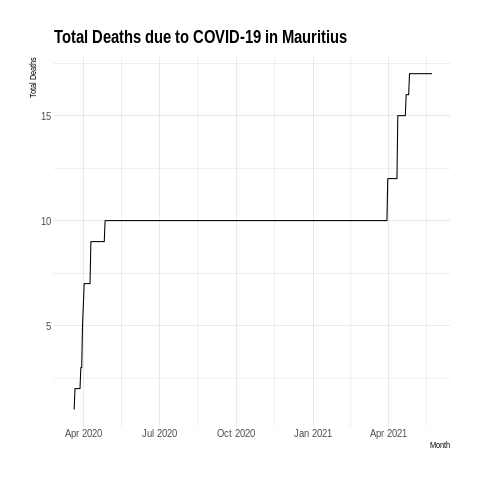 Total Deaths due to COVID-19 in Mauritius
Total Deaths
15
10
5
Apr 2020 Jul 2020 Oct 2020 Jan 2021 Apr 2021
Month